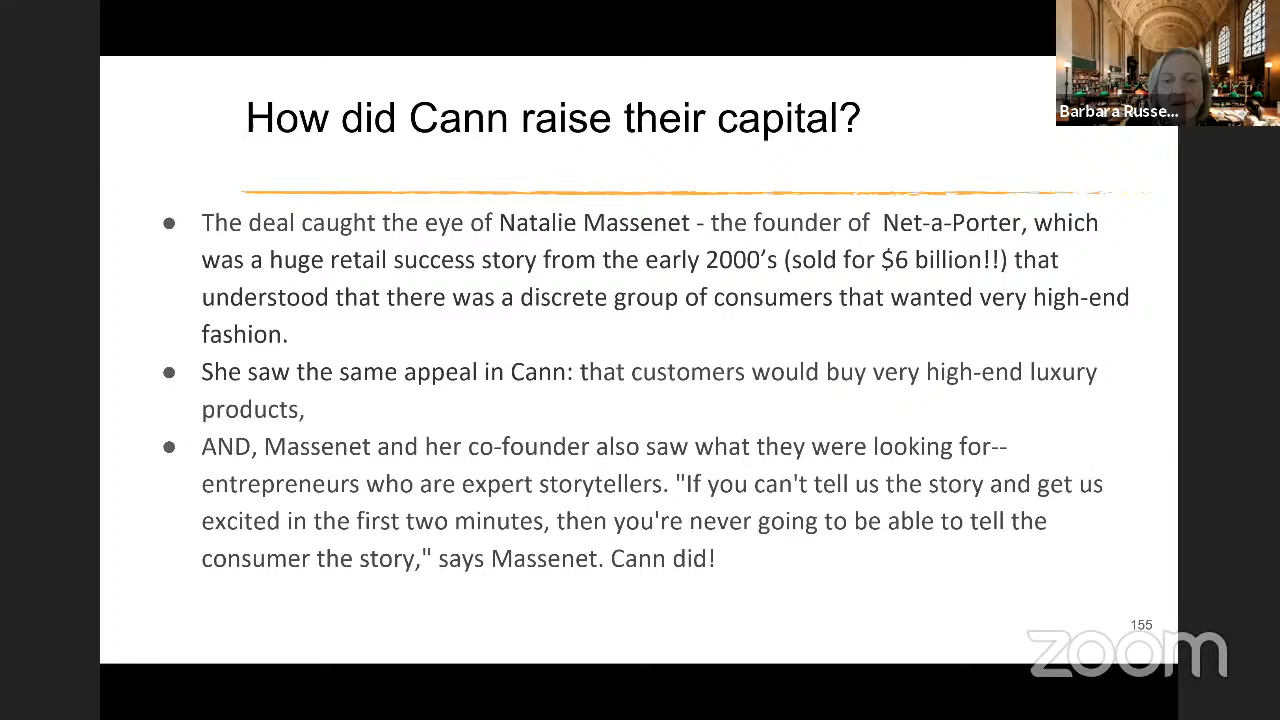 How did Cann raise their capital?
Barbara Russe...
● The deal caught the eye of Natalie Massenet - the founder of Net-a-Porter, which
was a huge retail success story from the early 2000's (sold for $6 billion!!) that
understood that there was a discrete group of consumers that wanted very high-end
fashion.
● She saw the same appeal in Cann: that customers would buy very high-end luxury
products,
● AND, Massenet and her co-founder also saw what they were looking for--
entrepreneurs who are expert storytellers. "If you can't tell us the story and get us
excited in the first two minutes, then you're never going to be able to tell the
consumer the story," says Massenet. Cann did!
155
zoom